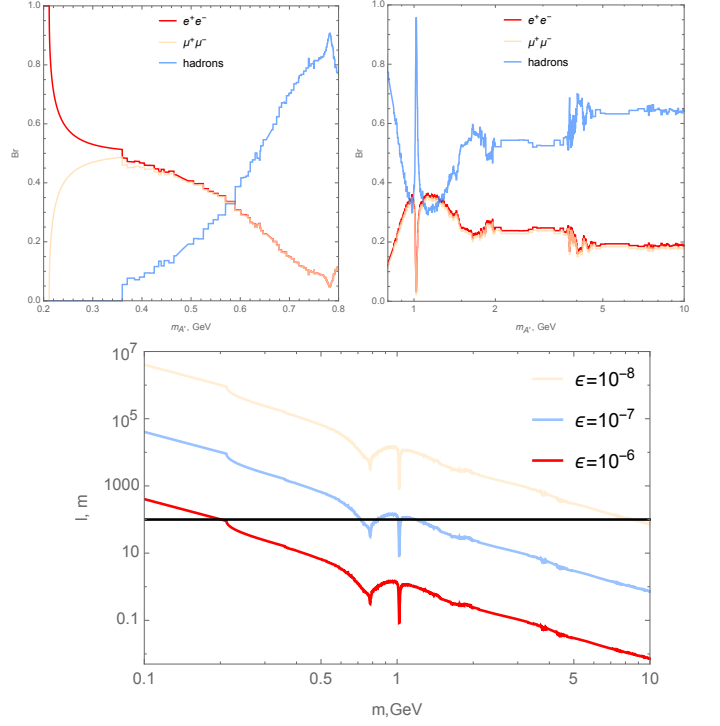 e⁺e⁻
μ⁺μ⁻
hadrons
Br
1.0
0.8
0.6
0.4
0.2
0.0
0.2 0.3 0.4 0.5 0.6 0.7 0.8
m_A', GeV
e⁺e⁻
μ⁺μ⁻
hadrons
Br
1.0
0.8
0.6
0.4
0.2
0.0
1 2 5 10
m_A', GeV
l, m
10⁷
10⁵
1000
10
0.1
ϵ=10⁻⁸
ϵ=10⁻⁷
ϵ=10⁻⁶
0.1 0.5 1 5 10
m,GeV